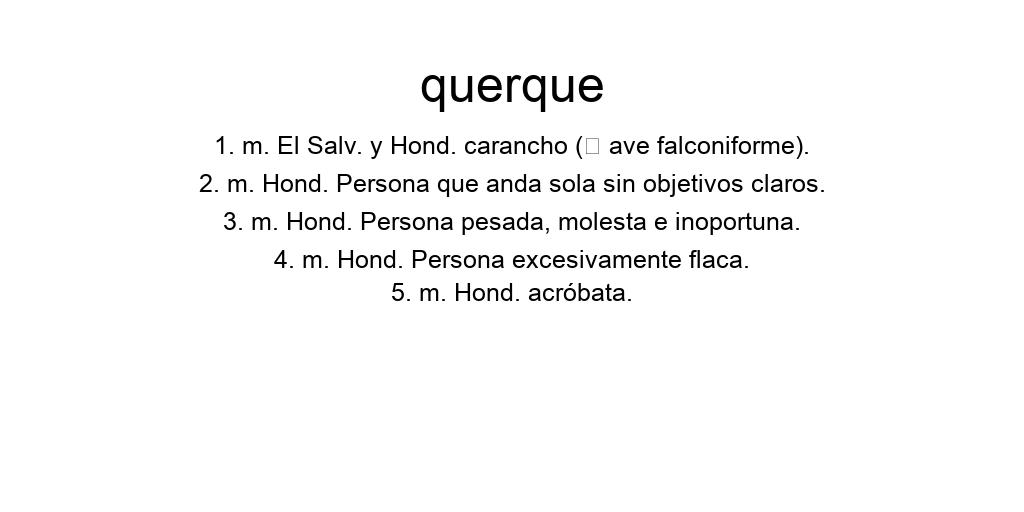 querque
1. m. El Salv. y Hond. carancho (□ ave falconiforme).
2. m. Hond. Persona que anda sola sin objetivos claros.
3. m. Hond. Persona pesada, molesta e inoportuna.
4. m. Hond. Persona excesivamente flaca.
5. m. Hond. acróbata.